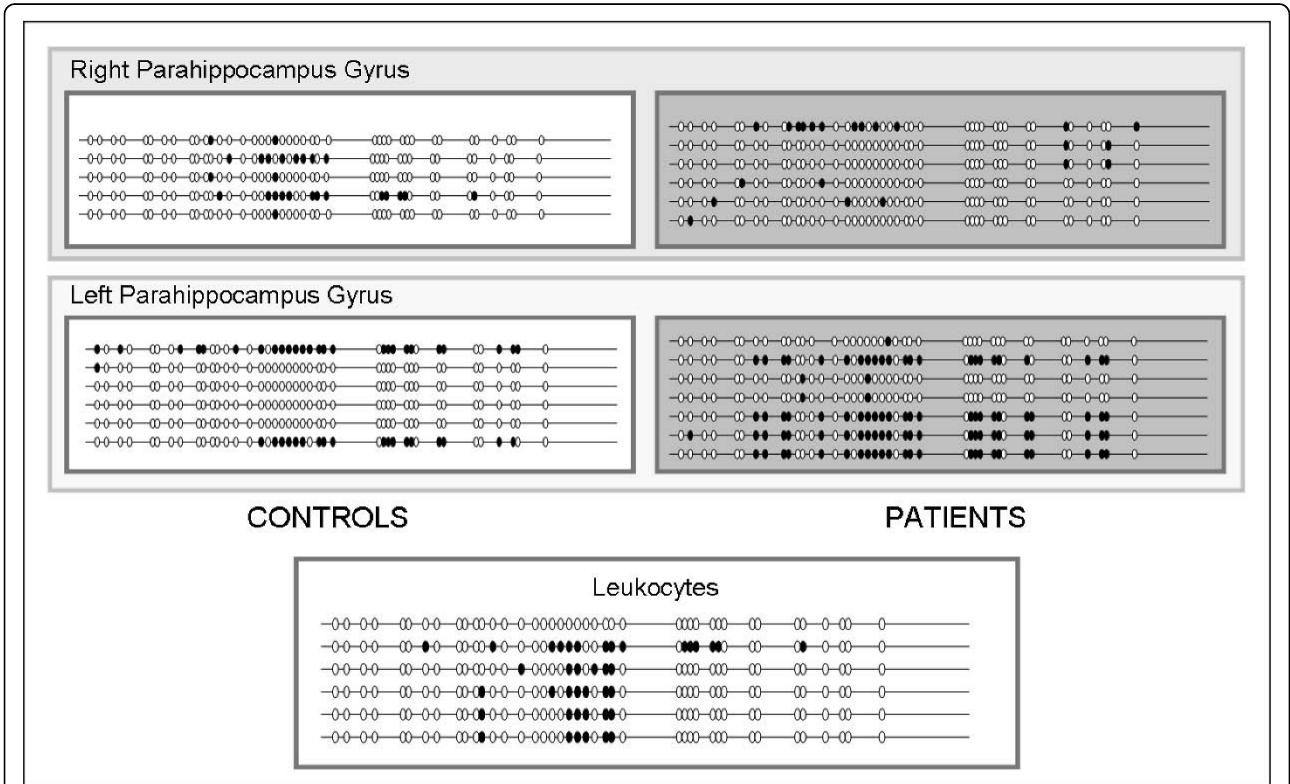 Right Parahippocampus Gyrus
Left Parahippocampus Gyrus
CONTROLS
PATIENTS
Leukocytes